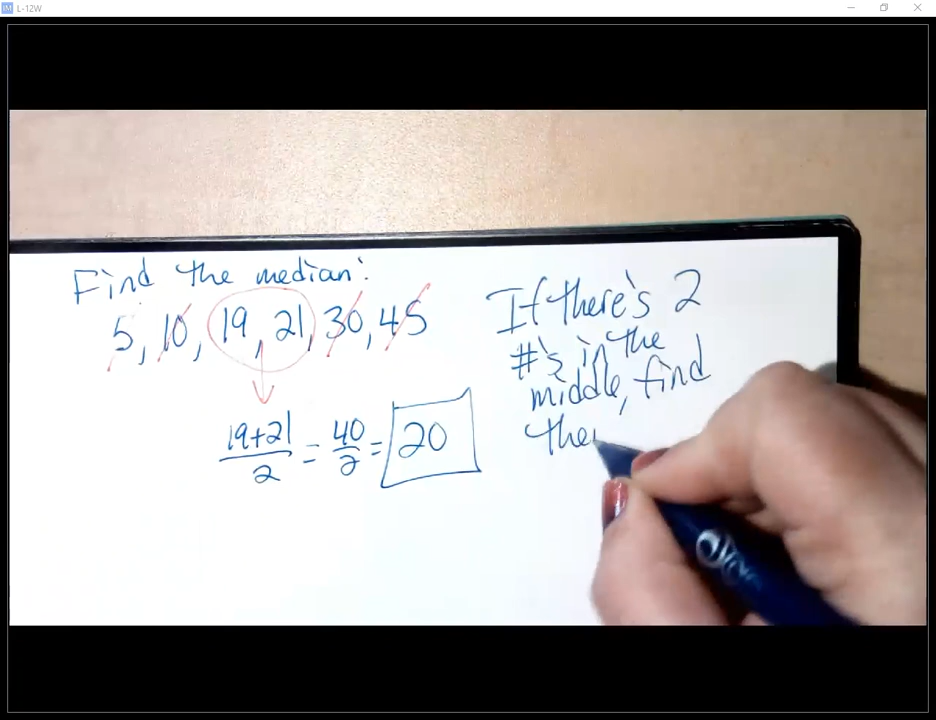 L-12W
Find the median:
5, 10, 19, 21, 30, 45
19+21
2
= 40
2
= 20
If there's 2
#'s in the
middle, find
the